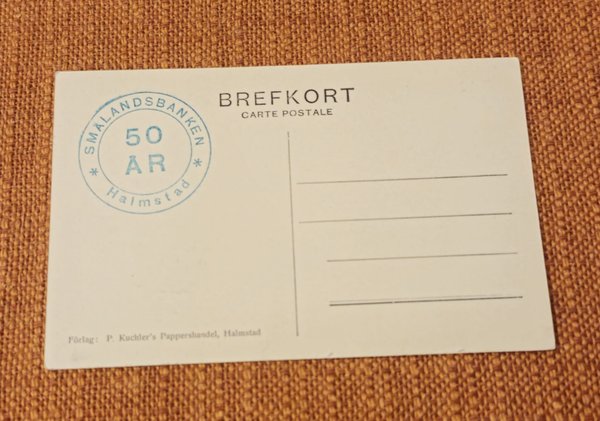 BREFKORT
CARTE POSTALE
SMÅLANDSBANKEN
50
ÅR
* Halmstad *
Förlag: P. Kuchler's Pappershandel, Halmstad